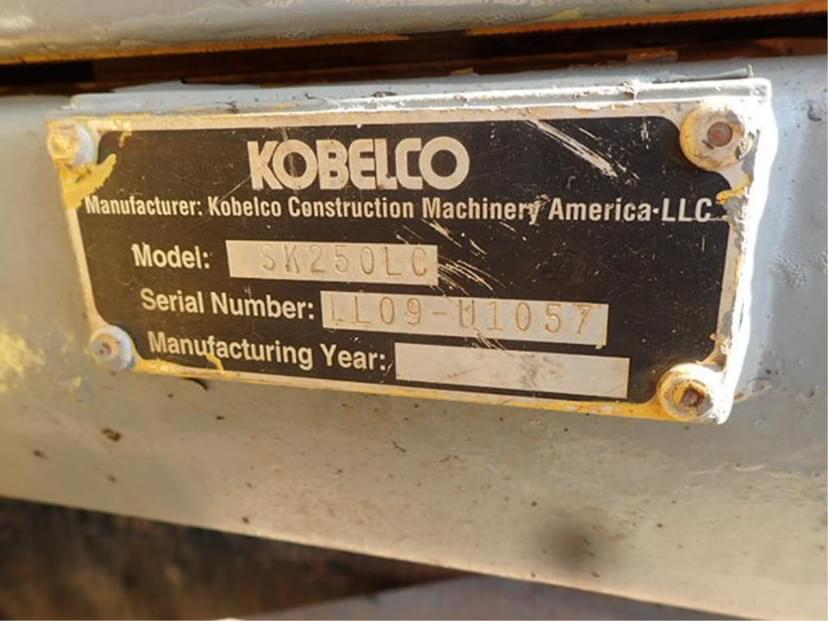 KOBELCO
Manufacturer: Kobelco Construction Machinery America LLC
Model: SK250LC
Serial Number: LL09-U1057
Manufacturing Year: